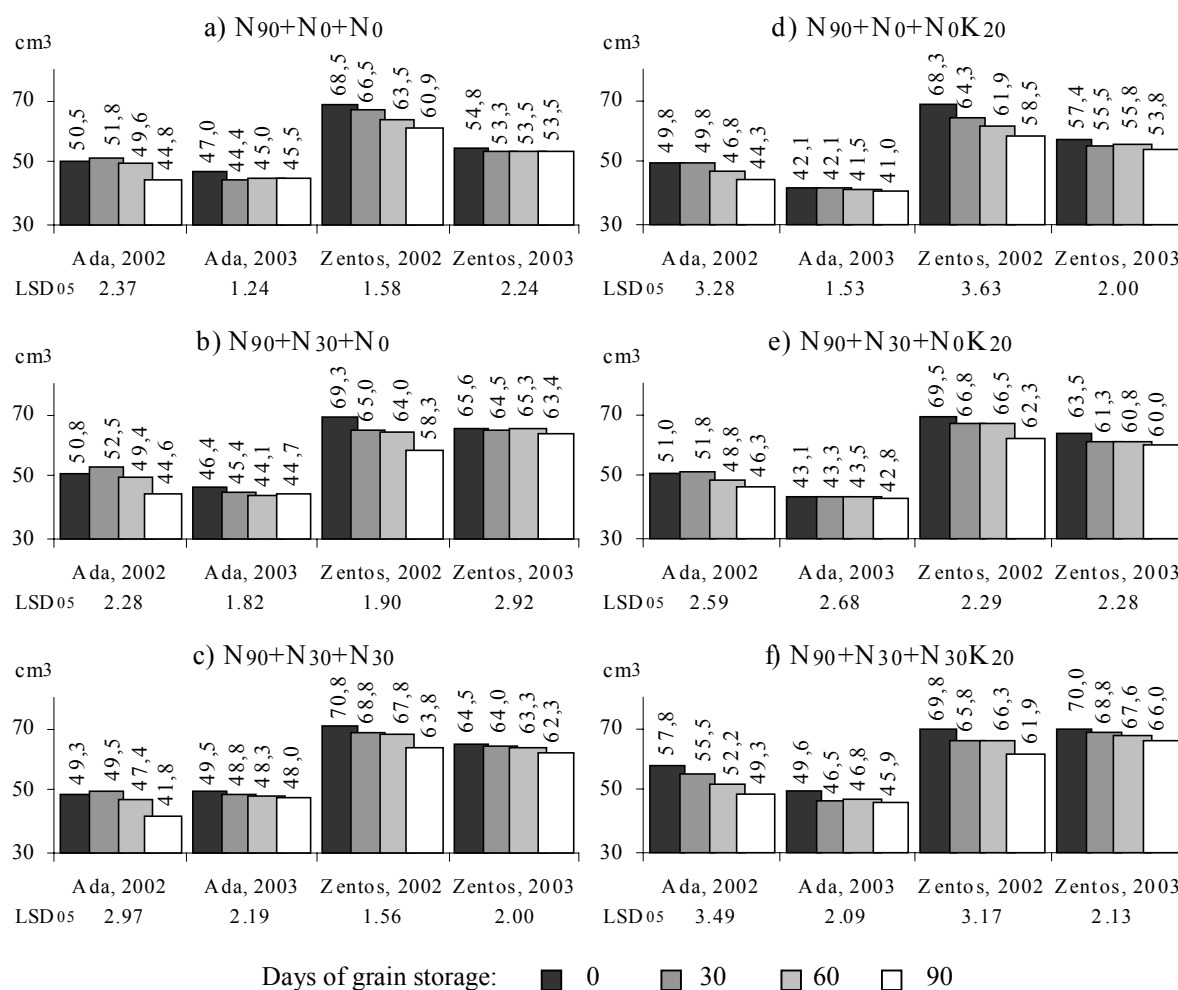 a) N90+N0+N0
cm3
70
50
30
50,5 51,8 49,6 44,8 47,0 44,4 45,0 45,5 68,5 66,5 63,5 60,9 54,8 53,3 53,5 53,5
Ada, 2002 Ada, 2003 Zentos, 2002 Zentos, 2003
LSD05 2.37 1.24 1.58 2.24
d) N90+N0+N0K20
cm3
70
50
30
49,8 49,8 46,8 44,3 42,1 42,1 41,5 41,0 68,3 64,3 61,9 58,5 57,4 55,5 55,8 53,8
Ada, 2002 Ada, 2003 Zentos, 2002 Zentos, 2003
LSD05 3.28 1.53 3.63 2.00
b) N90+N30+N0
cm3
70
50
30
50,8 52,5 49,4 44,6 46,4 45,4 44,1 44,7 69,3 65,0 64,0 58,3 65,6 64,5 65,3 63,4
Ada, 2002 Ada, 2003 Zentos, 2002 Zentos, 2003
LSD05 2.28 1.82 1.90 2.92
e) N90+N30+N0K20
cm3
70
50
30
51,0 51,8 48,8 46,3 43,1 43,3 43,5 42,8 69,5 66,8 66,5 62,3 63,5 61,3 60,8 60,0
Ada, 2002 Ada, 2003 Zentos, 2002 Zentos, 2003
LSD05 2.59 2.68 2.29 2.28
c) N90+N30+N30
cm3
70
50
30
49,3 49,5 47,4 41,8 49,5 48,8 48,3 48,0 70,8 68,8 67,8 63,8 64,5 64,0 63,3 62,3
Ada, 2002 Ada, 2003 Zentos, 2002 Zentos, 2003
LSD05 2.97 2.19 1.56 2.00
f) N90+N30+N30K20
cm3
70
50
30
57,8 55,5 52,2 49,3 49,6 46,5 46,8 45,9 69,8 65,8 66,3 61,9 70,0 68,8 67,6 66,0
Ada, 2002 Ada, 2003 Zentos, 2002 Zentos, 2003
LSD05 3.49 2.09 3.17 2.13
Days of grain storage: 0 30 60 90